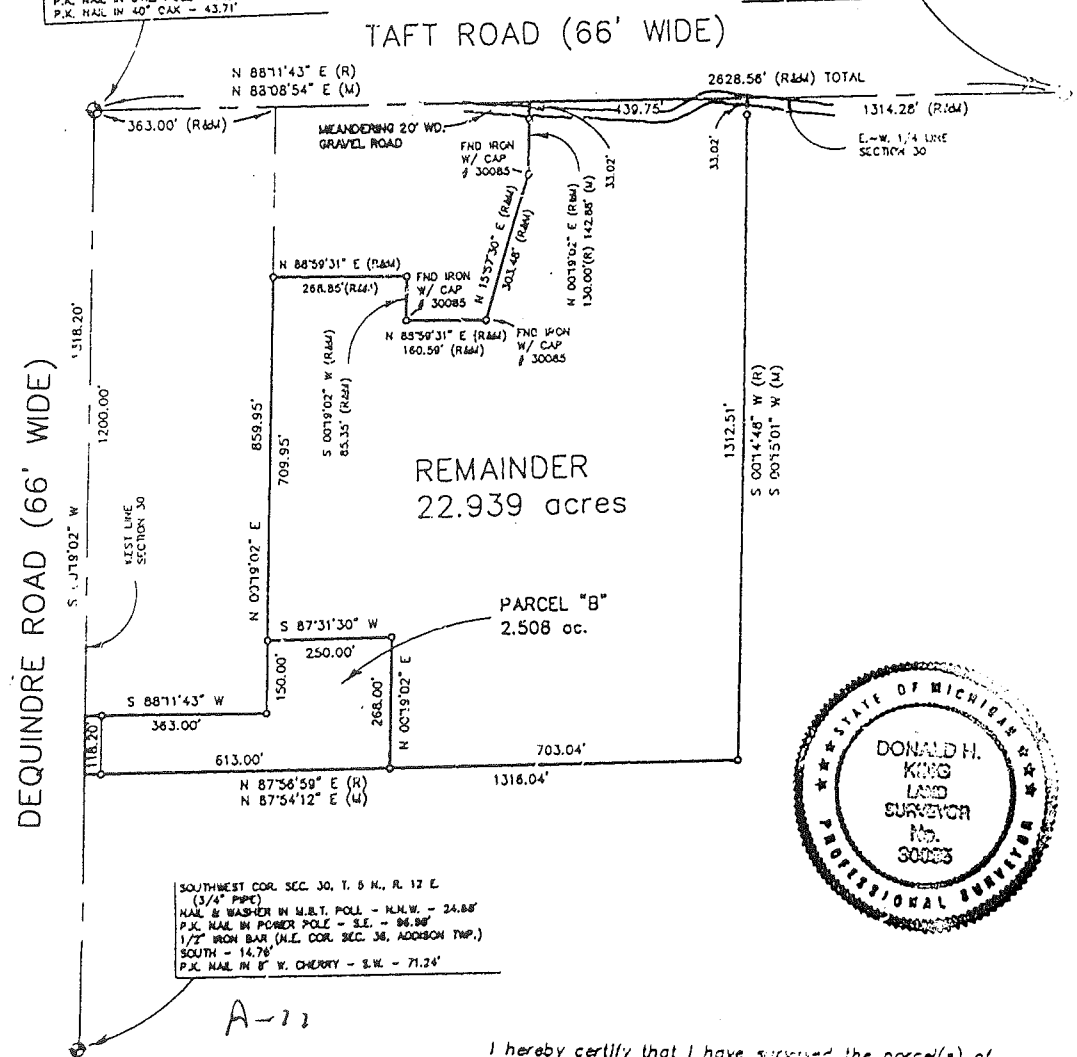 P.K. NAIL IN 40" OAK - 43.71'
TAFT ROAD (66' WIDE)
N 88°11'43" E (R)
N 88°08'54" E (M)
2628.56' (R&M) TOTAL
363.00' (R&M)
439.75'
1314.28' (R&M)
MEANDERING 20' WD.
GRAVEL ROAD
E.-W. 1/4 LINE
SECTION 30
FND IRON
W/ CAP
# 30085
33.02'
33.02'
N 15°57'30" E (R&M)
303.48' (R&M)
N 00°19'02" E (R&M)
130.00'(R) 142.88' (M)
N 88°59'31" E (R&M)
268.85'(R&M)
FND IRON
W/ CAP
# 30085
S 00°19'02" W (R&M)
85.35' (R&M)
N 88°59'31" E (R&M)
160.59' (R&M)
FND IRON
W/ CAP
# 30085
1318.20'
1200.00'
DEQUINDRE ROAD (66' WIDE)
S 00°19'02" W
WEST LINE
SECTION 30
859.95'
709.95'
N 00°19'02" E
REMAINDER
22.939 acres
1312.51'
S 00°14'48" W (R)
S 00°15'01" W (M)
PARCEL "B"
2.508 ac.
S 87°31'30" W
250.00'
150.00'
268.00'
N 00°19'02" E
S 88°11'43" W
363.00'
118.20'
613.00'
703.04'
1316.04'
N 87°56'59" E (R)
N 87°54'12" E (M)
STATE OF MICHIGAN
DONALD H.
KING
LAND
SURVEYOR
No.
PROFESSIONAL SURVEYOR
SOUTHWEST COR. SEC. 30, T. 5 N., R. 12 E.
(3/4" PIPE)
NAIL & WASHER IN M.B.T. POLL - N.N.W. - 24.88'
P.K. NAIL IN POWER POLE - S.E. - 96.98'
1/2" IRON BAR (N.E. COR. SEC. 36, ADDISON TWP.)
SOUTH - 14.76'
P.K. NAIL IN 8" W. CHERRY - S.W. - 71.24'
I hereby certify that I have surveyed the parcel(s) of